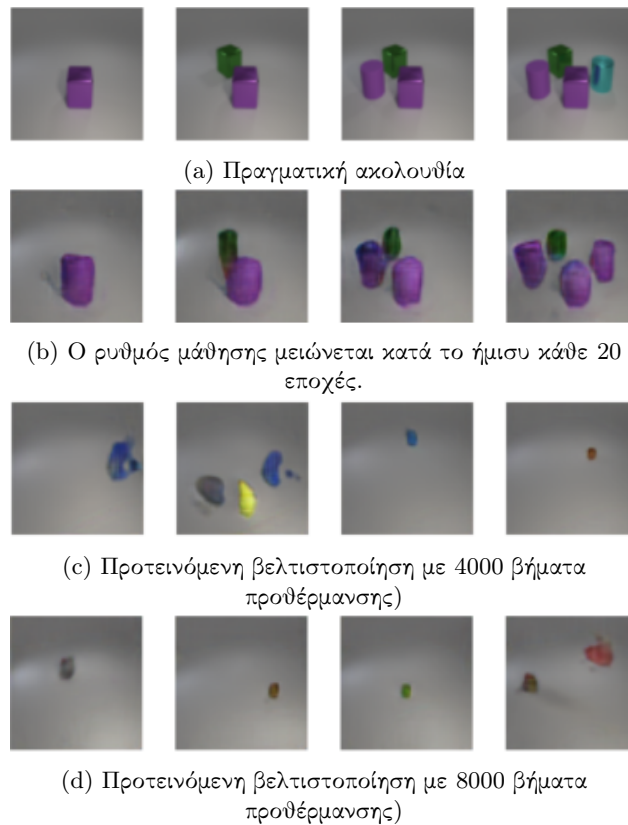 (a) Πραγματική ακολουθία
(b) Ο ρυθμός μάθησης μειώνεται κατά το ήμισυ κάθε 20
εποχές.
(c) Προτεινόμενη βελτιστοποίηση με 4000 βήματα
προθέρμανσης)
(d) Προτεινόμενη βελτιστοποίηση με 8000 βήματα
προθέρμανσης)